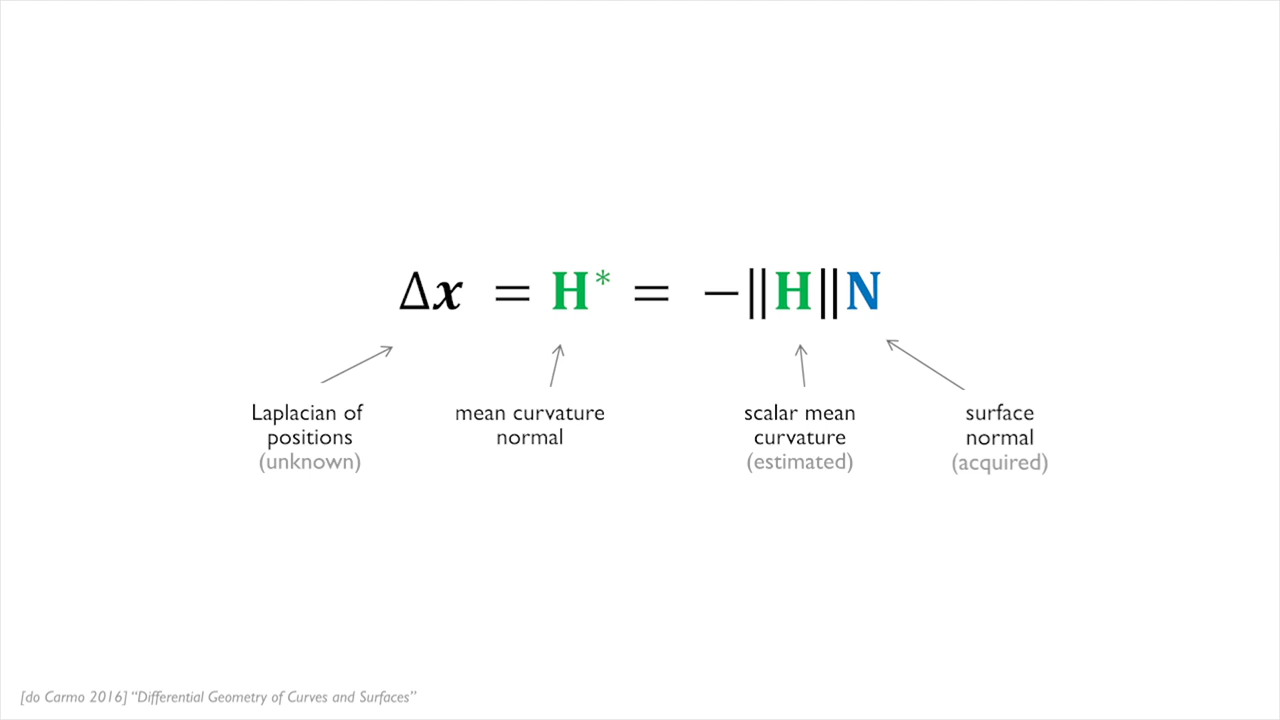 Δx = H* = −‖H‖N
Laplacian of
positions
(unknown)
mean curvature
normal
scalar mean
curvature
(estimated)
surface
normal
(acquired)
[do Carmo 2016] “Differential Geometry of Curves and Surfaces”